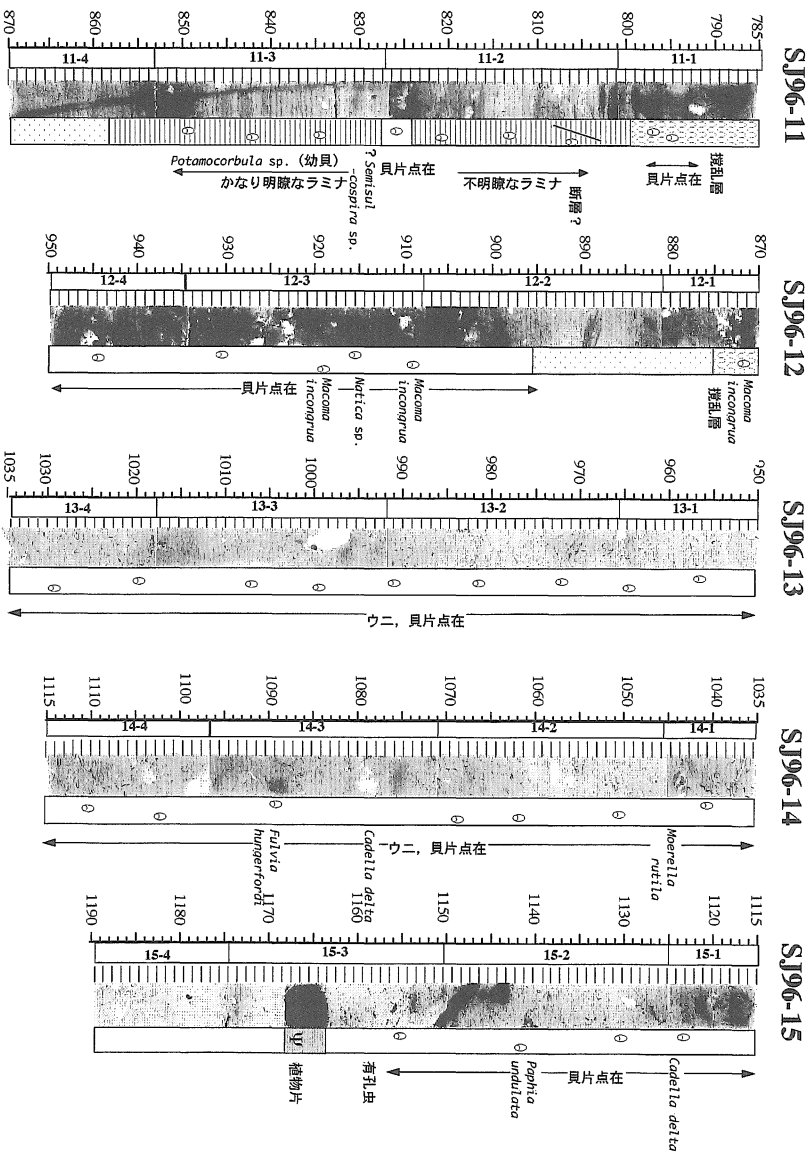 SJ96-11
785
790
800
810
820
830
840
850
860
870
11-1
11-2
11-3
11-4
攪乱層
貝片点在
断層？
不明瞭なラミナ
貝片点在
? Semisul
-cospira sp.
かなり明瞭なラミナ
Potamocorbula sp. (幼貝)
SJ96-12
870
880
890
900
910
920
930
940
950
12-1
12-2
12-3
12-4
Macoma
incongrua
攪乱層
Macoma
incongrua
Natica sp.
Macoma
incongrua
貝片点在
SJ96-13
950
960
970
980
990
1000
1010
1020
1030
1035
13-1
13-2
13-3
13-4
ウニ，貝片点在
SJ96-14
1035
1040
1050
1060
1070
1080
1090
1100
1110
1115
14-1
14-2
14-3
14-4
Moerella
rutila
ウニ，貝片点在
Cadella delta
Fulvia
hungerfordi
SJ96-15
1115
1120
1130
1140
1150
1160
1170
1180
1190
15-1
15-2
15-3
15-4
Cadella delta
貝片点在
Paphia
undulata
有孔虫
植物片